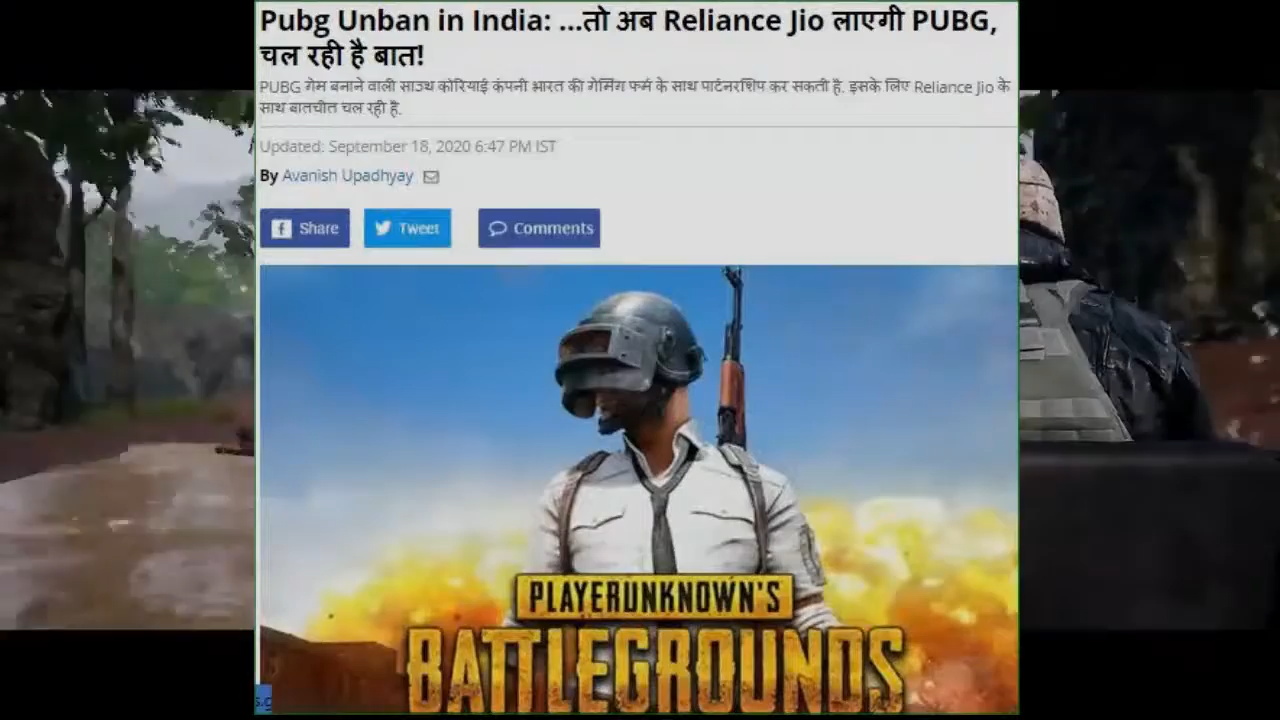 Pubg Unban in India: ...तो अब Reliance Jio लाएगी PUBG,
चल रही है बात!
PUBG गेम बनाने वाली साउथ कोरियाई कंपनी भारत की गेमिंग फर्म के साथ पार्टनरशिप कर सकती है. इसके लिए Reliance Jio के
साथ बातचीत चल रही है.
Updated: September 18, 2020 6:47 PM IST
By Avanish Upadhyay
Share Tweet Comments
PLAYERUNKNOWN'S
BATTLEGROUNDS